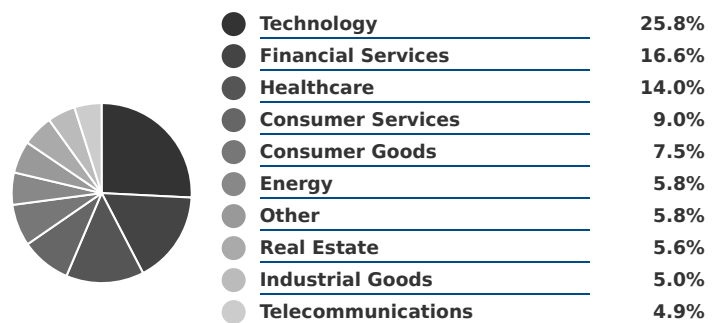 Technology 25.8%
Financial Services 16.6%
Healthcare 14.0%
Consumer Services 9.0%
Consumer Goods 7.5%
Energy 5.8%
Other 5.8%
Real Estate 5.6%
Industrial Goods 5.0%
Telecommunications 4.9%